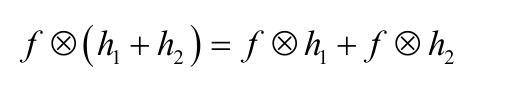 f ⊗ (h₁ + h₂) = f ⊗ h₁ + f ⊗ h₂